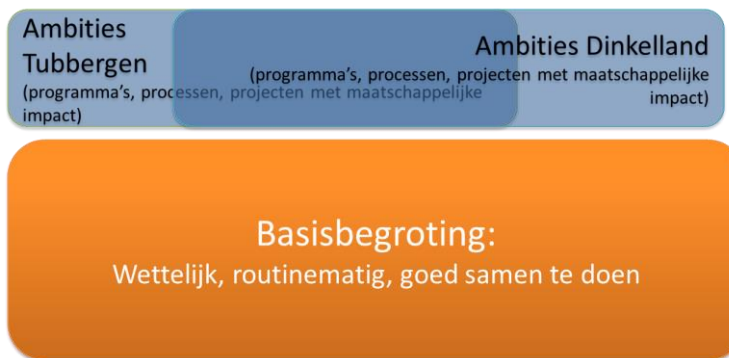 Ambities
Tubbergen
(programma's, processen, projecten met maatschappelijke
impact)
Ambities Dinkelland
(programma's, processen, projecten met maatschappelijke
impact)
Basisbegroting:
Wettelijk, routinematig, goed samen te doen